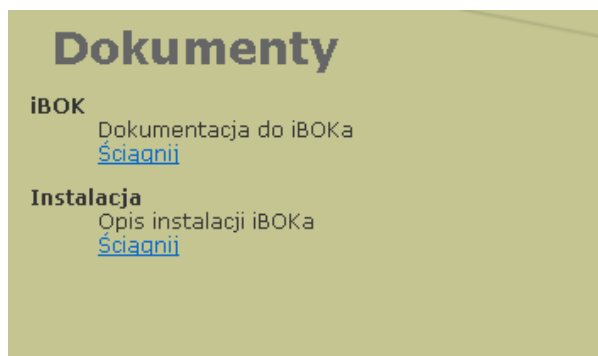 Dokumenty
iBOK
Dokumentacja do iBOKa
Ściągnij
Instalacja
Opis instalacji iBOKa
Ściągnij